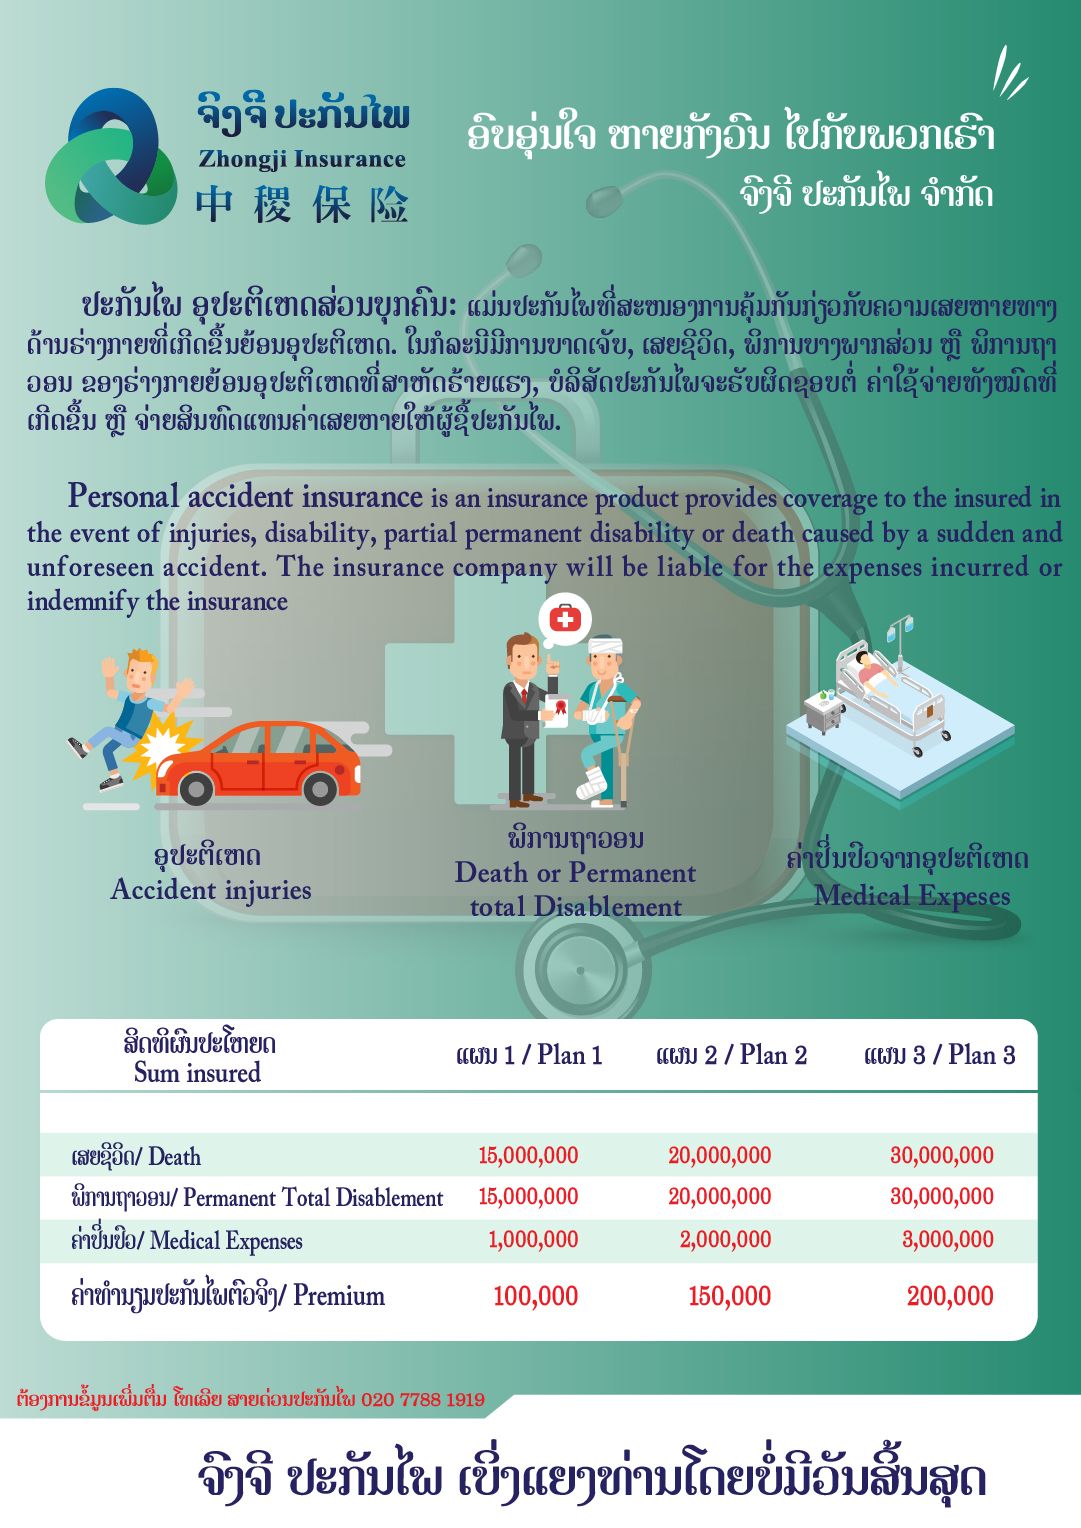 ຈົງຈີ ປະກັນໄພ
Zhongji Insurance
中稷保险
ອົບອຸ່ນໃຈ ຫາຍກັງວົນ ໄປກັບພວກເຮົາ
ຈົງຈີ ປະກັນໄພ ຈຳກັດ
ປະກັນໄພ ອຸປະຕິເຫດສ່ວນບຸກຄົນ: ແມ່ນປະກັນໄພທີ່ສະໜອງການຄຸ້ມກັນກ່ຽວກັບຄວາມເສຍຫາຍທາງ
ດ້ານຮ່າງກາຍທີ່ເກີດຂຶ້ນຍ້ອນອຸປະຕິເຫດ. ໃນກໍລະນີມີການບາດເຈັບ, ເສຍຊີວິດ, ພິການບາງພາກສ່ວນ ຫຼື ພິການຖາ
ວອນ ຂອງຮ່າງກາຍຍ້ອນອຸປະຕິເຫດທີ່ສາຫັດຮ້າຍແຮງ, ບໍລິສັດປະກັນໄພຈະຮັບຜິດຊອບຕໍ່ ຄ່າໃຊ້ຈ່າຍທັງໝົດທີ່
ເກີດຂຶ້ນ ຫຼື ຈ່າຍສິນທົດແທນຄ່າເສຍຫາຍໃຫ້ຜູ້ຊື້ປະກັນໄພ.
Personal accident insurance is an insurance product provides coverage to the insured in
the event of injuries, disability, partial permanent disability or death caused by a sudden and
unforeseen accident. The insurance company will be liable for the expenses incurred or
indemnify the insurance
ອຸປະຕິເຫດ
Accident injuries
ພິການຖາວອນ
Death or Permanent
total Disablement
ຄ່າປິ່ນປົວຈາກອຸປະຕິເຫດ
Medical Expeses
ສິດທິຜົນປະໂຫຍດ
Sum insured
ແຜນ 1 / Plan 1
ແຜນ 2 / Plan 2
ແຜນ 3 / Plan 3
ເສຍຊີວິດ/ Death 15,000,000 20,000,000 30,000,000
ພິການຖາວອນ/ Permanent Total Disablement 15,000,000 20,000,000 30,000,000
ຄ່າປິ່ນປົວ/ Medical Expenses 1,000,000 2,000,000 3,000,000
ຄ່າທຳນຽມປະກັນໄພຕົວຈິງ/ Premium 100,000 150,000 200,000
ຕ້ອງການຂໍ້ມູນເພີ່ມຕື່ມ ໂທເລີຍ ສາຍດ່ວນປະກັນໄພ 020 7788 1919
ຈົງຈີ ປະກັນໄພ ເບິ່ງແຍງທ່ານໂດຍບໍ່ມີວັນສິ້ນສຸດ